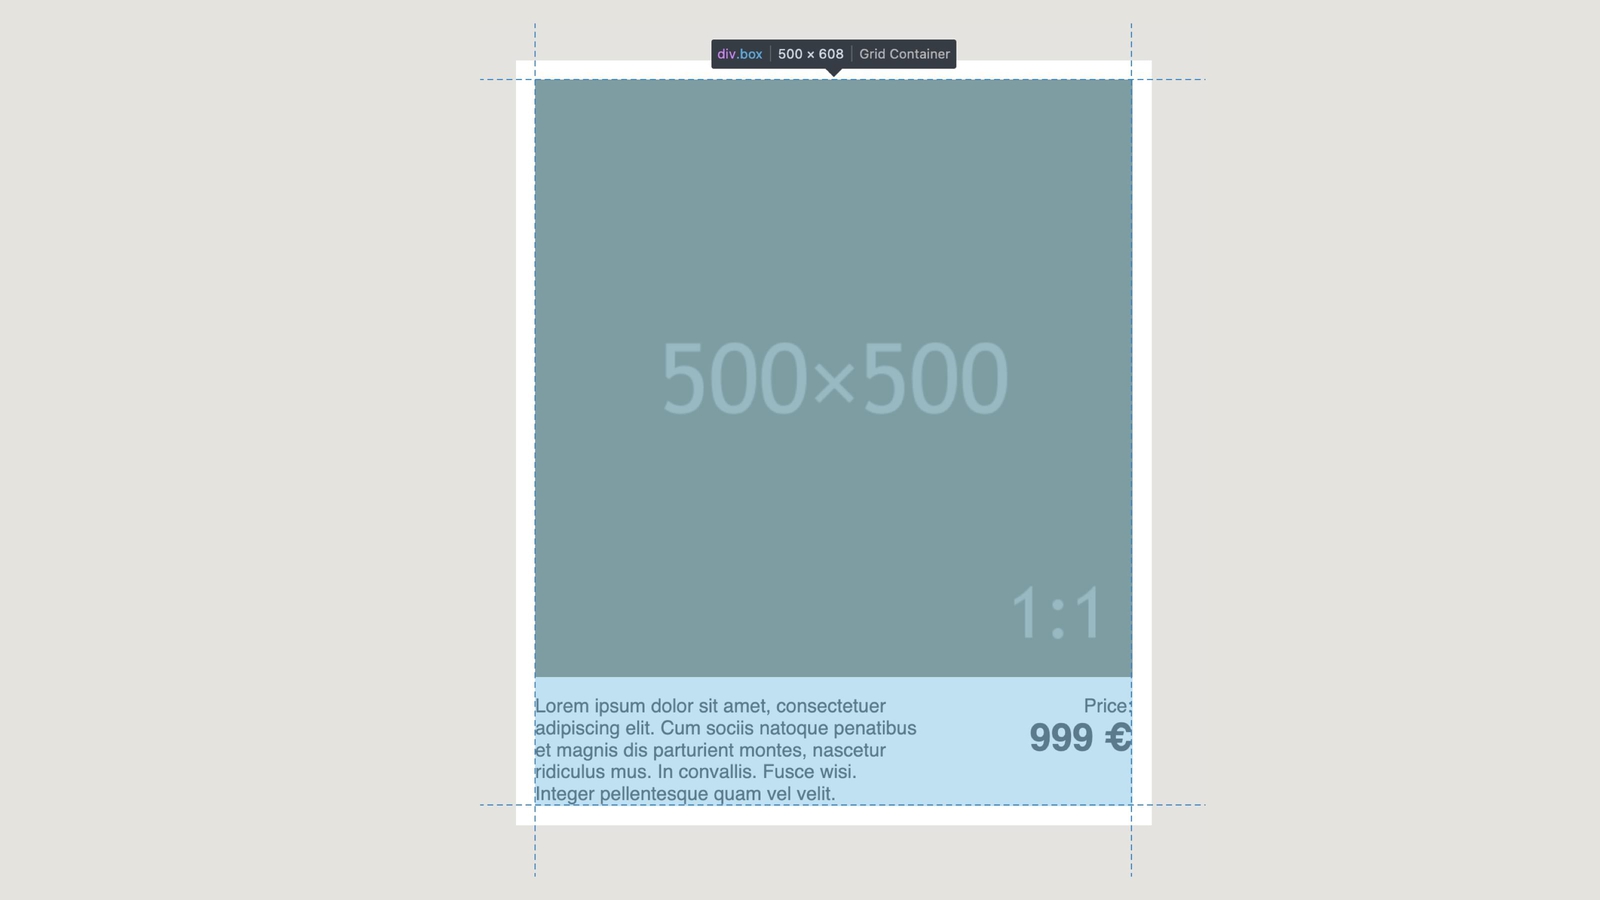 div.box 500 × 608 Grid Container
500×500
1:1
Lorem ipsum dolor sit amet, consectetuer
adipiscing elit. Cum sociis natoque penatibus
et magnis dis parturient montes, nascetur
ridiculus mus. In convallis. Fusce wisi.
Integer pellentesque quam vel velit.
Price:
999 €